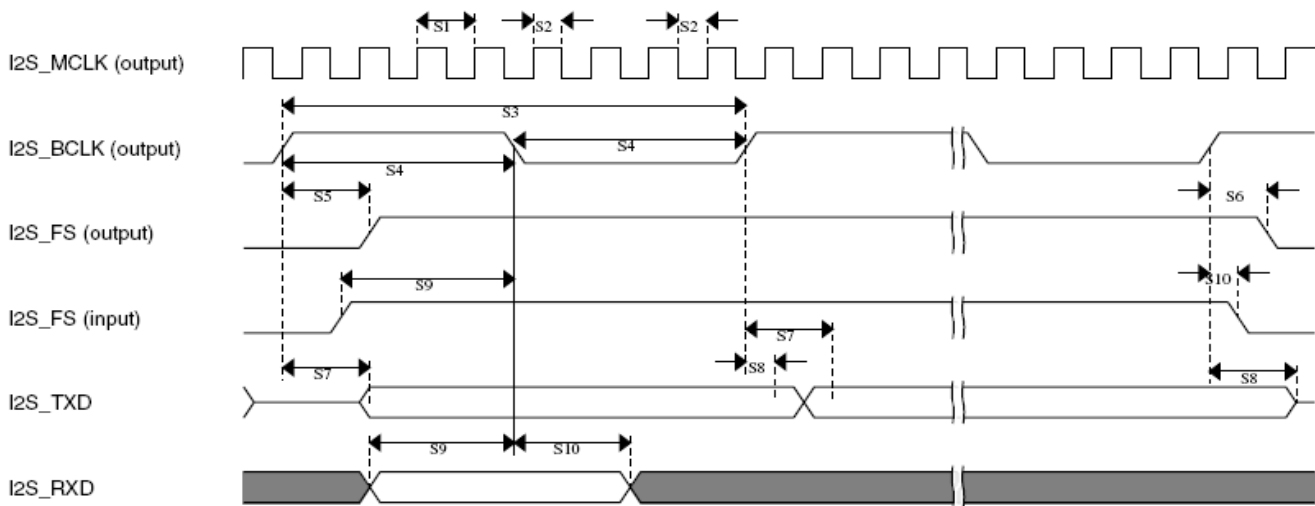 S1 S2 S2
I2S_MCLK (output)
S3
I2S_BCLK (output)
S4
S4
S5
S6
I2S_FS (output)
S9
S10
I2S_FS (input)
S7
S8
S7
S8
I2S_TXD
S9 S10
I2S_RXD